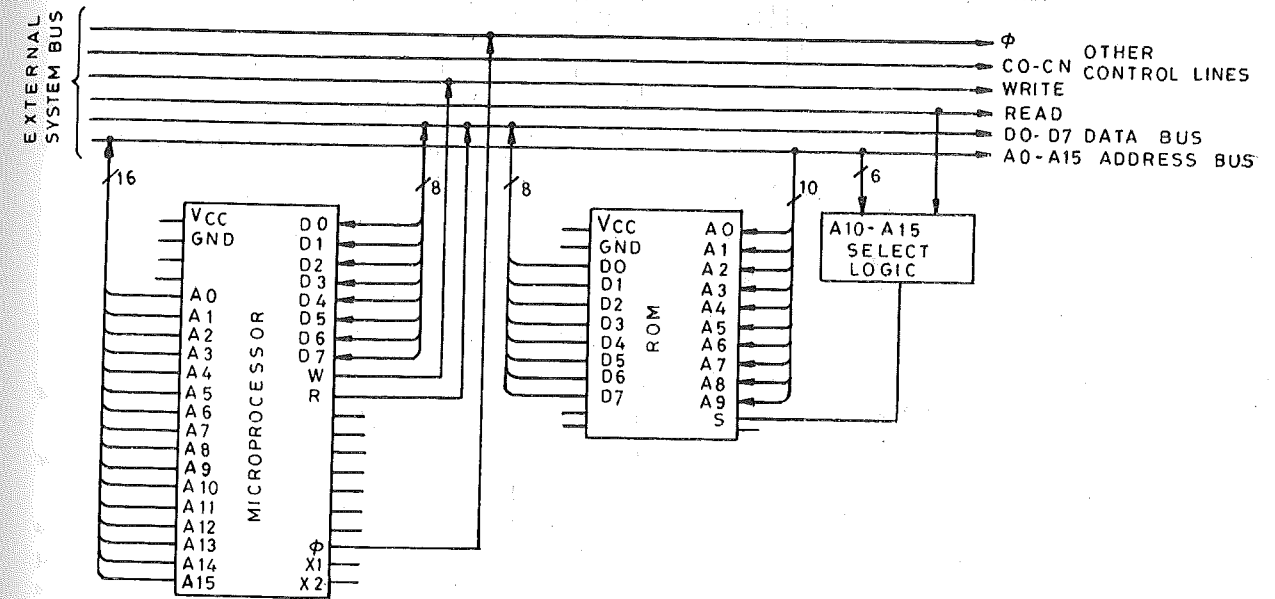 EXTERNAL
SYSTEM BUS
ϕ
C0-CN OTHER
CONTROL LINES
WRITE
READ
D0-D7 DATA BUS
A0-A15 ADDRESS BUS
16
8
8
10
6
VCC
GND
A0
A1
A2
A3
A4
A5
A6
A7
A8
A9
A10
A11
A12
A13
A14
A15
MICROPROCESSOR
D0
D1
D2
D3
D4
D5
D6
D7
W
R
ϕ
X1
X2
VCC
GND
D0
D1
D2
D3
D4
D5
D6
D7
ROM
A0
A1
A2
A3
A4
A5
A6
A7
A8
A9
S
A10-A15
SELECT
LOGIC